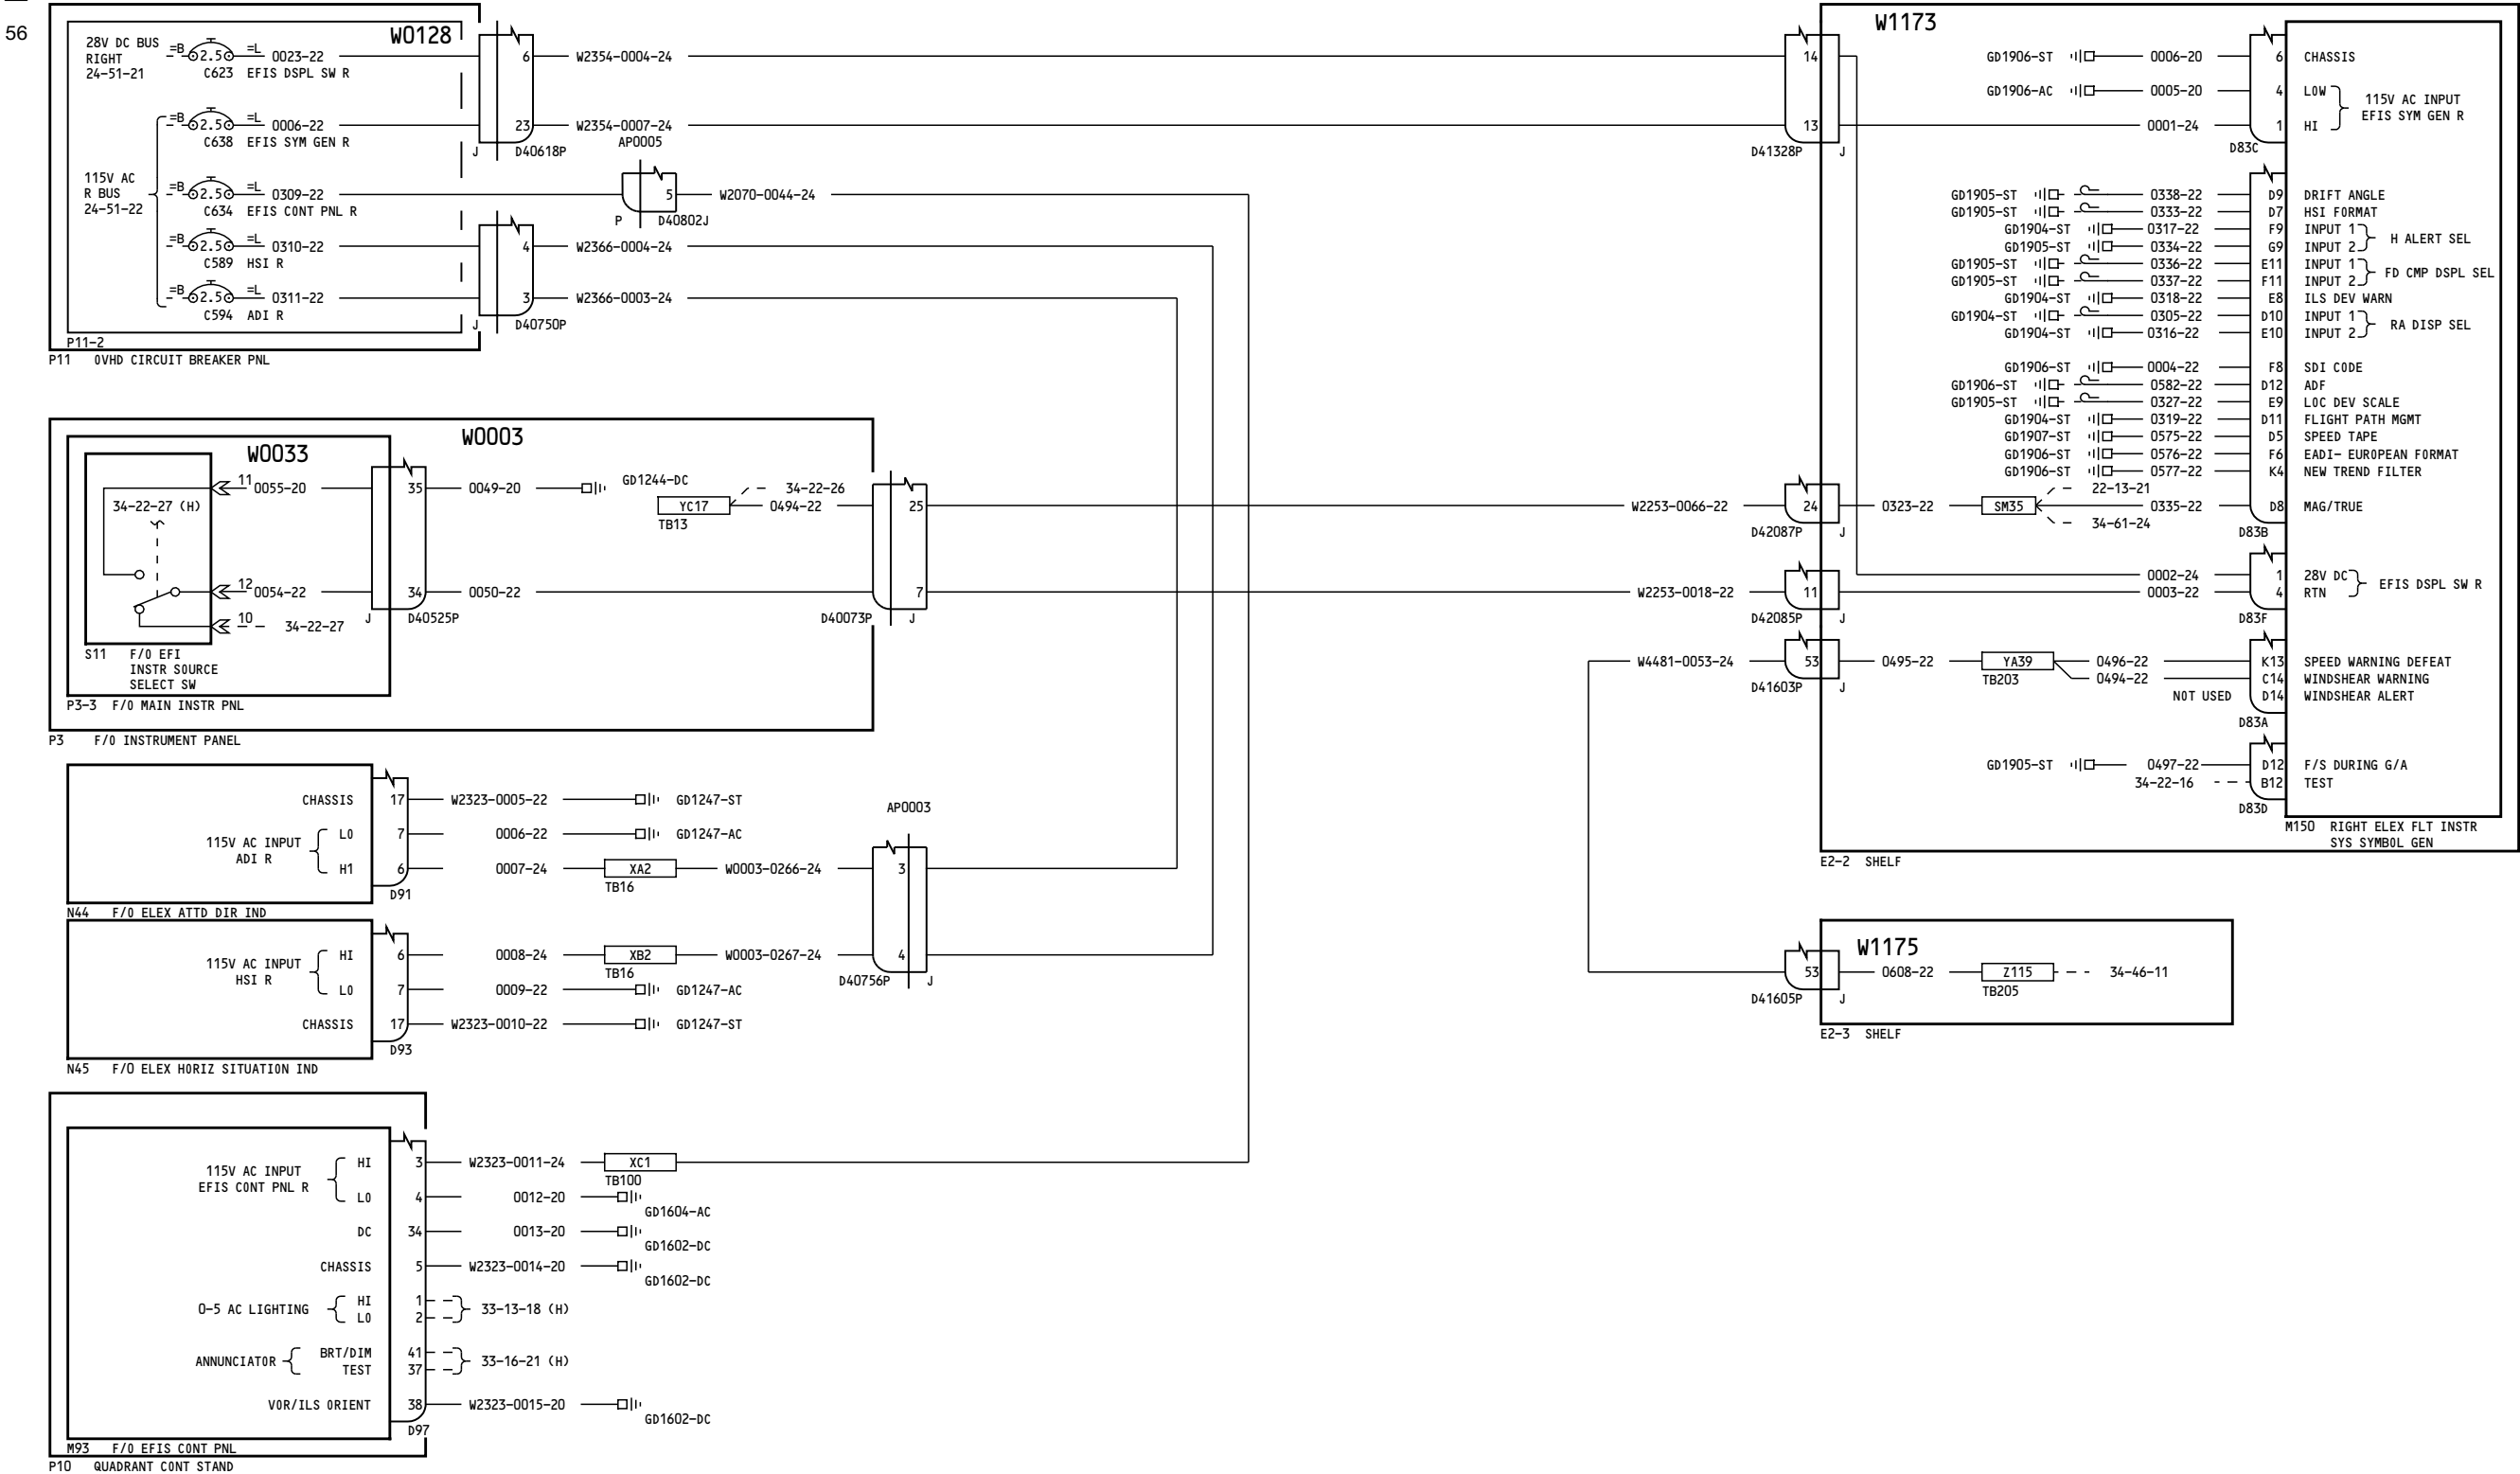 56
W0128
28V DC BUS
RIGHT
24-51-21
=B 2.5 =L 0023-22
C623 EFIS DSPL SW R
=B 2.5 =L 0006-22
C638 EFIS SYM GEN R
115V AC
R BUS
24-51-22
=B 2.5 =L 0309-22
C634 EFIS CONT PNL R
=B 2.5 =L 0310-22
C589 HSI R
=B 2.5 =L 0311-22
C594 ADI R
P11-2
P11 OVHD CIRCUIT BREAKER PNL
6 W2354-0004-24
23 W2354-0007-24
J D40618P
AP0005
5 W2070-0044-24
P D40802J
4 W2366-0004-24
3 W2366-0003-24
J D40750P
W0003
W0033
34-22-27 (H)
11 0055-20
12 0054-22
10 34-22-27
S11 F/O EFI
INSTR SOURCE
SELECT SW
P3-3 F/O MAIN INSTR PNL
P3 F/O INSTRUMENT PANEL
35 0049-20 GD1244-DC
34 0050-22
J D40525P
YC17
TB13
34-22-26
0494-22
25
7
D40073P J
CHASSIS 17 W2323-0005-22 GD1247-ST
115V AC INPUT
ADI R
LO 7 0006-22 GD1247-AC
H1 6 0007-24 XA2 W0003-0266-24 3
TB16
D91
N44 F/O ELEX ATTD DIR IND
AP0003
115V AC INPUT
HSI R
HI 6 0008-24 XB2 W0003-0267-24 4
TB16
LO 7 0009-22 GD1247-AC
CHASSIS 17 W2323-0010-22 GD1247-ST
D93
D40756P J
N45 F/O ELEX HORIZ SITUATION IND
115V AC INPUT
EFIS CONT PNL R
HI 3 W2323-0011-24 XC1
TB100
LO 4 0012-20
GD1604-AC
DC 34 0013-20
GD1602-DC
CHASSIS 5 W2323-0014-20
GD1602-DC
0-5 AC LIGHTING
HI 1
LO 2
33-13-18 (H)
ANNUNCIATOR
BRT/DIM 41
TEST 37
33-16-21 (H)
VOR/ILS ORIENT 38 W2323-0015-20
GD1602-DC
D97
M93 F/O EFIS CONT PNL
P10 QUADRANT CONT STAND
W1173
14
13
D41328P J
GD1906-ST 0006-20 6 CHASSIS
GD1906-AC 0005-20 4 LOW
0001-24 1 HI
115V AC INPUT
EFIS SYM GEN R
D83C
GD1905-ST 0338-22 D9 DRIFT ANGLE
GD1905-ST 0333-22 D7 HSI FORMAT
GD1904-ST 0317-22 F9 INPUT 1
GD1905-ST 0334-22 G9 INPUT 2
H ALERT SEL
GD1905-ST 0336-22 E11 INPUT 1
GD1905-ST 0337-22 F11 INPUT 2
FD CMP DSPL SEL
GD1904-ST 0318-22 E8 ILS DEV WARN
GD1904-ST 0305-22 D10 INPUT 1
GD1904-ST 0316-22 E10 INPUT 2
RA DISP SEL
GD1906-ST 0004-22 F8 SDI CODE
GD1906-ST 0582-22 D12 ADF
GD1905-ST 0327-22 E9 LOC DEV SCALE
GD1904-ST 0319-22 D11 FLIGHT PATH MGMT
GD1907-ST 0575-22 D5 SPEED TAPE
GD1906-ST 0576-22 F6 EADI- EUROPEAN FORMAT
GD1906-ST 0577-22 K4 NEW TREND FILTER
W2253-0066-22 24 0323-22 SM35
22-13-21
0335-22 D8 MAG/TRUE
34-61-24
D42087P J
D83B
0002-24 1 28V DC
W2253-0018-22 11 0003-22 4 RTN
EFIS DSPL SW R
D42085P J
D83F
W4481-0053-24 53 0495-22 YA39
TB203
D41603P J
0496-22 K13 SPEED WARNING DEFEAT
0494-22 C14 WINDSHEAR WARNING
NOT USED D14 WINDSHEAR ALERT
D83A
GD1905-ST 0497-22 D12 F/S DURING G/A
34-22-16 B12 TEST
D83D
M150 RIGHT ELEX FLT INSTR
SYS SYMBOL GEN
E2-2 SHELF
W1175
53 0608-22 Z115 34-46-11
TB205
D41605P J
E2-3 SHELF